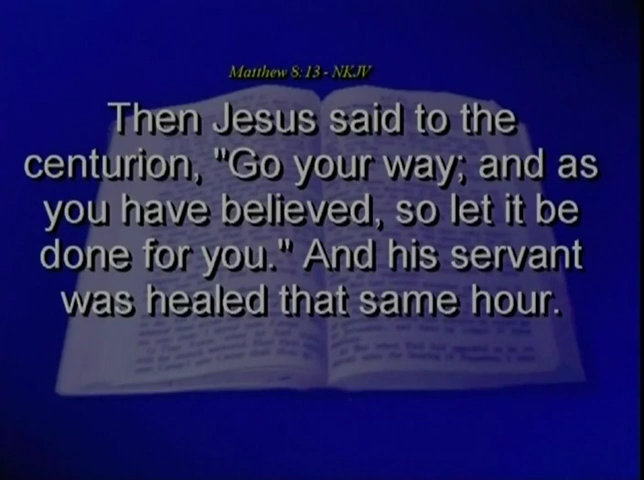 Matthew 8:13 - NKJV
Then Jesus said to the
centurion, "Go your way; and as
you have believed, so let it be
done for you." And his servant
was healed that same hour.